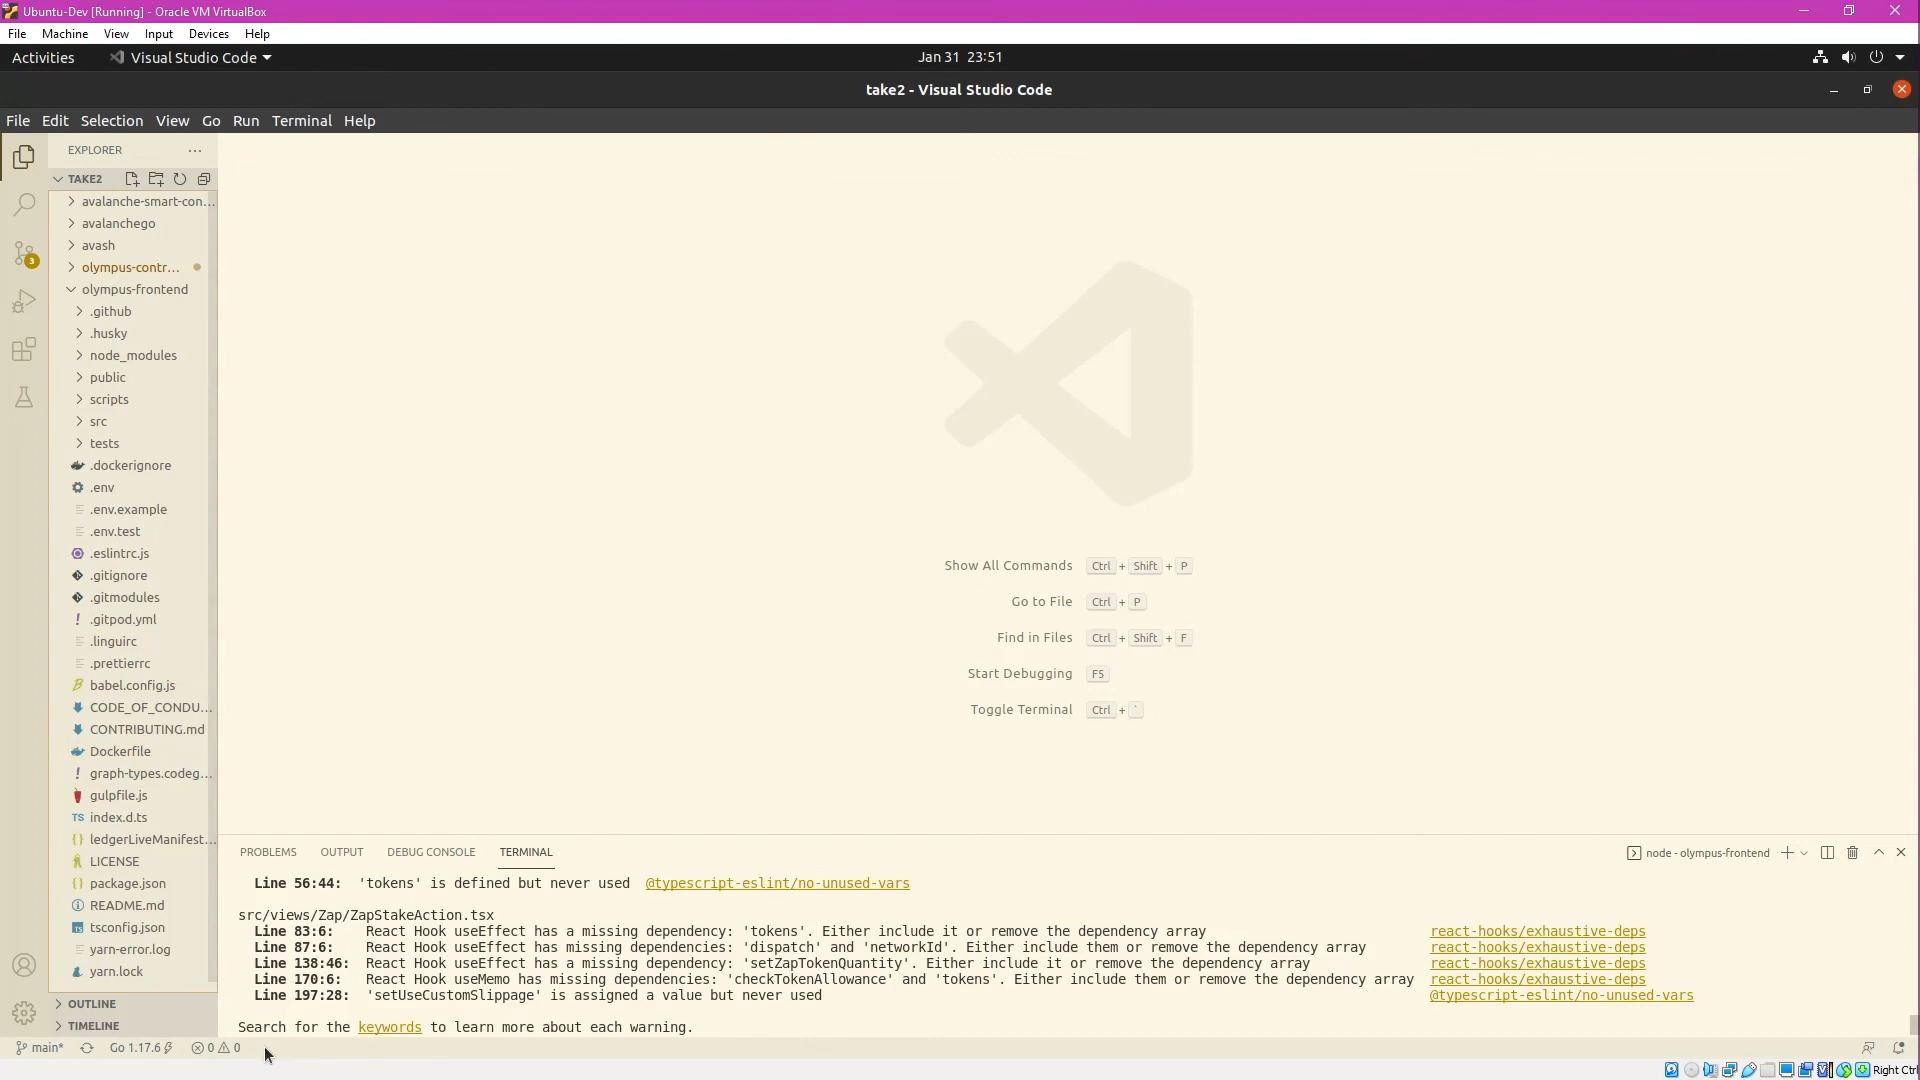 Ubuntu-Dev [Running] - Oracle VM VirtualBox
File Machine View Input Devices Help
Activities Visual Studio Code Jan 31 23:51
take2 - Visual Studio Code
File Edit Selection View Go Run Terminal Help
EXPLORER
TAKE2
avalanche-smart-con...
avalanchego
avash
olympus-contr...
olympus-frontend
.github
.husky
node_modules
public
scripts
src
tests
.dockerignore
.env
.env.example
.env.test
.eslintrc.js
.gitignore
.gitmodules
.gitpod.yml
.linguirc
.prettierrc
babel.config.js
CODE_OF_CONDU...
CONTRIBUTING.md
Dockerfile
graph-types.codeg...
gulpfile.js
index.d.ts
ledgerLiveManifest...
LICENSE
package.json
README.md
tsconfig.json
yarn-error.log
yarn.lock
OUTLINE
TIMELINE
3
Show All Commands Ctrl + Shift + P
Go to File Ctrl + P
Find in Files Ctrl + Shift + F
Start Debugging F5
Toggle Terminal Ctrl + `
PROBLEMS OUTPUT DEBUG CONSOLE TERMINAL node - olympus-frontend
Line 56:44: 'tokens' is defined but never used @typescript-eslint/no-unused-vars
src/views/Zap/ZapStakeAction.tsx
Line 83:6: React Hook useEffect has a missing dependency: 'tokens'. Either include it or remove the dependency array react-hooks/exhaustive-deps
Line 87:6: React Hook useEffect has missing dependencies: 'dispatch' and 'networkId'. Either include them or remove the dependency array react-hooks/exhaustive-deps
Line 138:46: React Hook useEffect has a missing dependency: 'setZapTokenQuantity'. Either include it or remove the dependency array react-hooks/exhaustive-deps
Line 170:6: React Hook useMemo has missing dependencies: 'checkTokenAllowance' and 'tokens'. Either include them or remove the dependency array react-hooks/exhaustive-deps
Line 197:28: 'setUseCustomSlippage' is assigned a value but never used @typescript-eslint/no-unused-vars
Search for the keywords to learn more about each warning.
main* Go 1.17.6 0 0
Right Ctrl